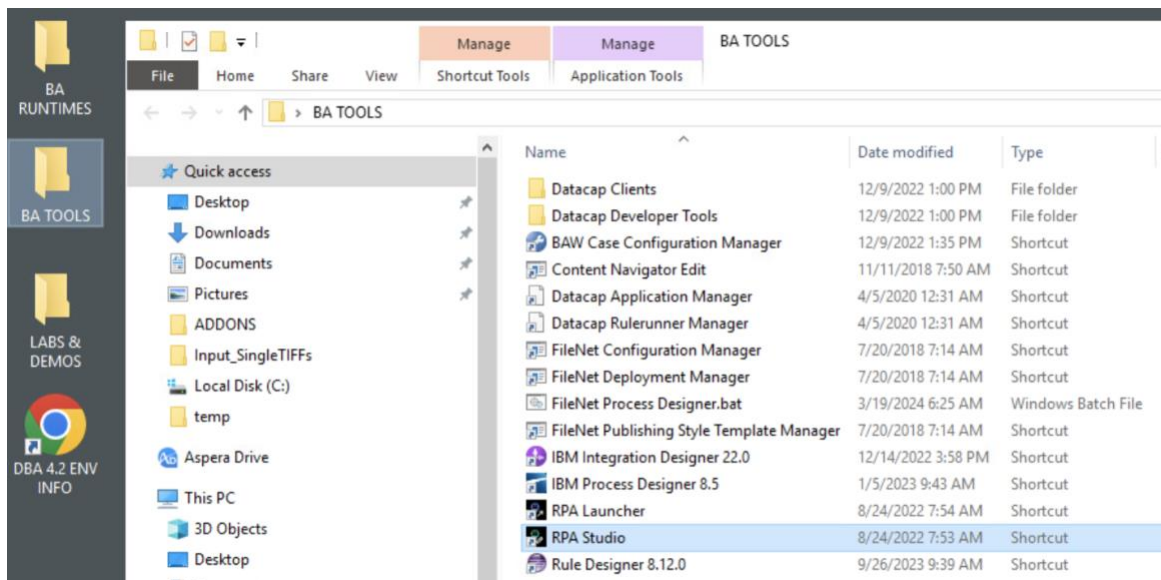 BA
RUNTIMES
BA TOOLS
LABS &
DEMOS
DBA 4.2 ENV
INFO
Manage
Manage
BA TOOLS
File
Home
Share
View
Shortcut Tools
Application Tools
BA TOOLS
Quick access
Desktop
Downloads
Documents
Pictures
ADDONS
Input_SingleTIFFs
Local Disk (C:)
temp
Aspera Drive
This PC
3D Objects
Desktop
Name Date modified Type
Datacap Clients 12/9/2022 1:00 PM File folder
Datacap Developer Tools 12/9/2022 1:00 PM File folder
BAW Case Configuration Manager 12/9/2022 1:35 PM Shortcut
Content Navigator Edit 11/11/2018 7:50 AM Shortcut
Datacap Application Manager 4/5/2020 12:31 AM Shortcut
Datacap Rulerunner Manager 4/5/2020 12:31 AM Shortcut
FileNet Configuration Manager 7/20/2018 7:14 AM Shortcut
FileNet Deployment Manager 7/20/2018 7:14 AM Shortcut
FileNet Process Designer.bat 3/19/2024 6:25 AM Windows Batch File
FileNet Publishing Style Template Manager 7/20/2018 7:14 AM Shortcut
IBM Integration Designer 22.0 12/14/2022 3:58 PM Shortcut
IBM Process Designer 8.5 1/5/2023 9:43 AM Shortcut
RPA Launcher 8/24/2022 7:54 AM Shortcut
RPA Studio 8/24/2022 7:53 AM Shortcut
Rule Designer 8.12.0 9/26/2023 9:39 AM Shortcut